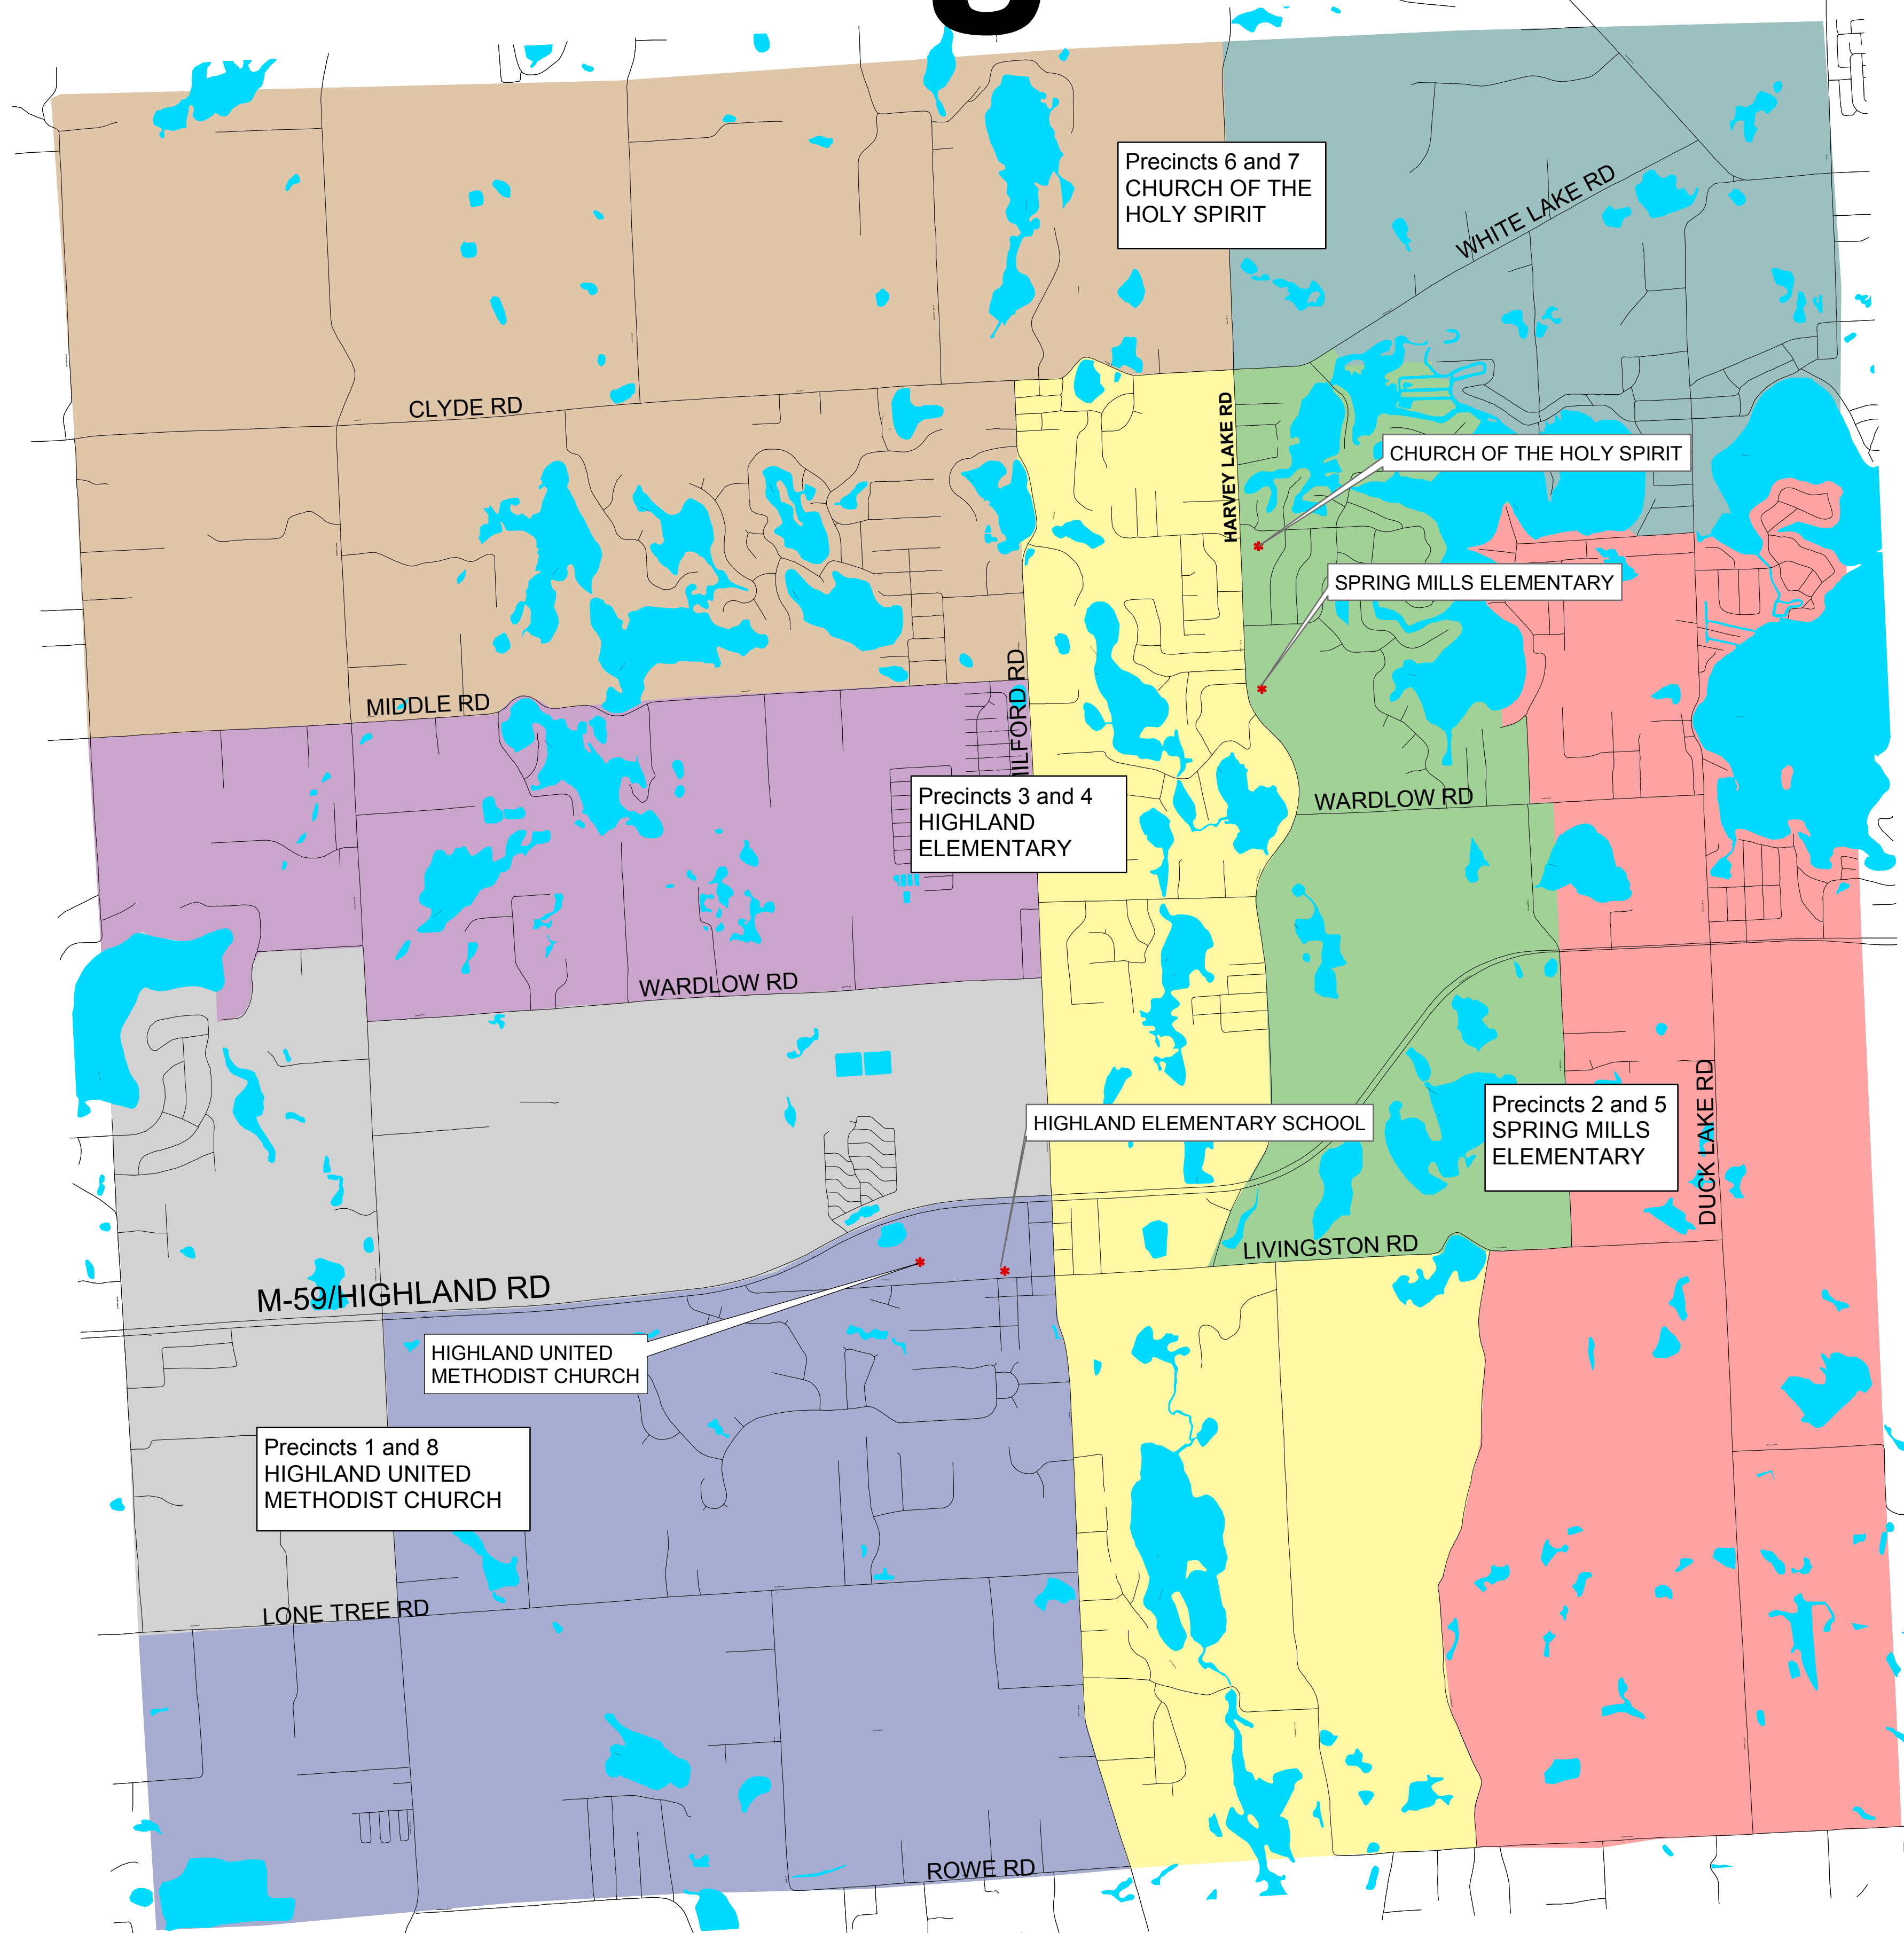 Precincts 6 and 7
CHURCH OF THE
HOLY SPIRIT
WHITE LAKE RD
CLYDE RD
HARVEY LAKE RD
CHURCH OF THE HOLY SPIRIT
SPRING MILLS ELEMENTARY
MIDDLE RD
MILFORD RD
Precincts 3 and 4
HIGHLAND
ELEMENTARY
WARDLOW RD
WARDLOW RD
Precincts 2 and 5
SPRING MILLS
ELEMENTARY
DUCK LAKE RD
HIGHLAND ELEMENTARY SCHOOL
LIVINGSTON RD
M-59/HIGHLAND RD
HIGHLAND UNITED
METHODIST CHURCH
Precincts 1 and 8
HIGHLAND UNITED
METHODIST CHURCH
LONE TREE RD
ROWE RD